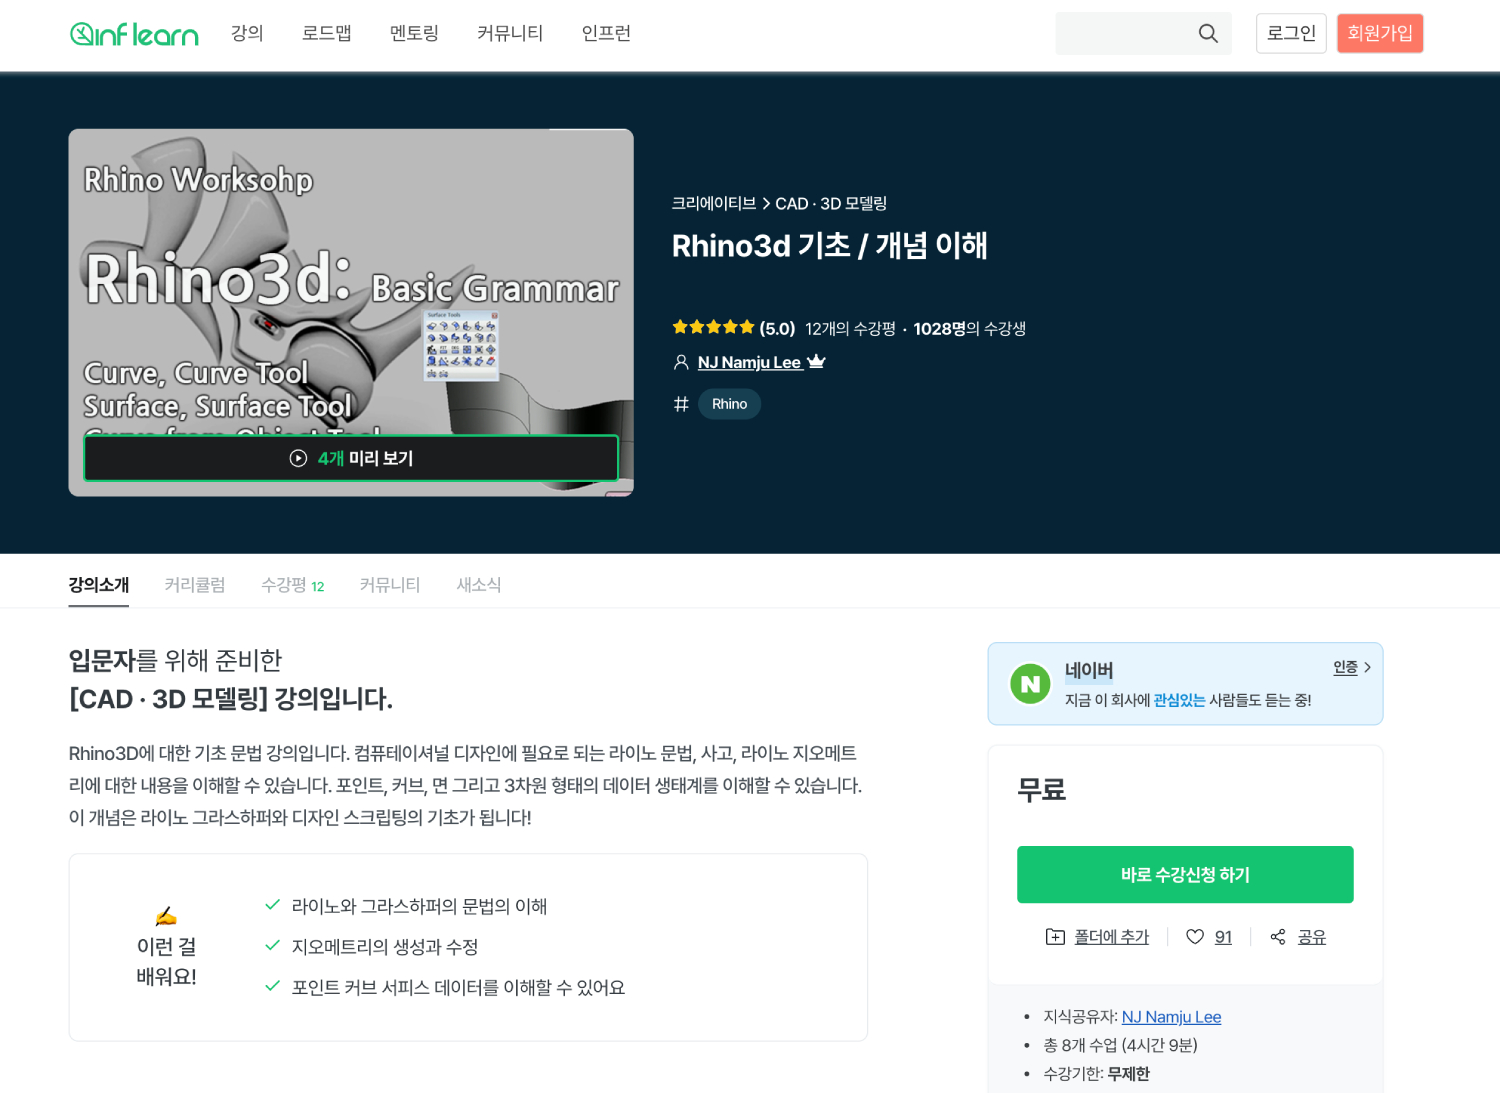 inflearn
강의 로드맵 멘토링 커뮤니티 인프런
로그인 회원가입
Rhino Worksohp
Rhino3d: Basic Grammar
Surface Tools
Curve, Curve Tool
Surface, Surface Tool
Curve from Object Tool
4개 미리 보기
크리에이티브 > CAD · 3D 모델링
Rhino3d 기초 / 개념 이해
(5.0) 12개의 수강평 · 1028명의 수강생
NJ Namju Lee
# Rhino
강의소개 커리큘럼 수강평 12 커뮤니티 새소식
입문자를 위해 준비한
[CAD · 3D 모델링] 강의입니다.
Rhino3D에 대한 기초 문법 강의입니다. 컴퓨테이셔널 디자인에 필요로 되는 라이노 문법, 사고, 라이노 지오메트
리에 대한 내용을 이해할 수 있습니다. 포인트, 커브, 면 그리고 3차원 형태의 데이터 생태계를 이해할 수 있습니다.
이 개념은 라이노 그라스하퍼와 디자인 스크립팅의 기초가 됩니다!
✍️
이런 걸
배워요!
라이노와 그라스하퍼의 문법의 이해
지오메트리의 생성과 수정
포인트 커브 서피스 데이터를 이해할 수 있어요
N
네이버
인증 >
지금 이 회사에 관심있는 사람들도 듣는 중!
무료
바로 수강신청 하기
폴더에 추가 91 공유
• 지식공유자: NJ Namju Lee
• 총 8개 수업 (4시간 9분)
• 수강기한: 무제한